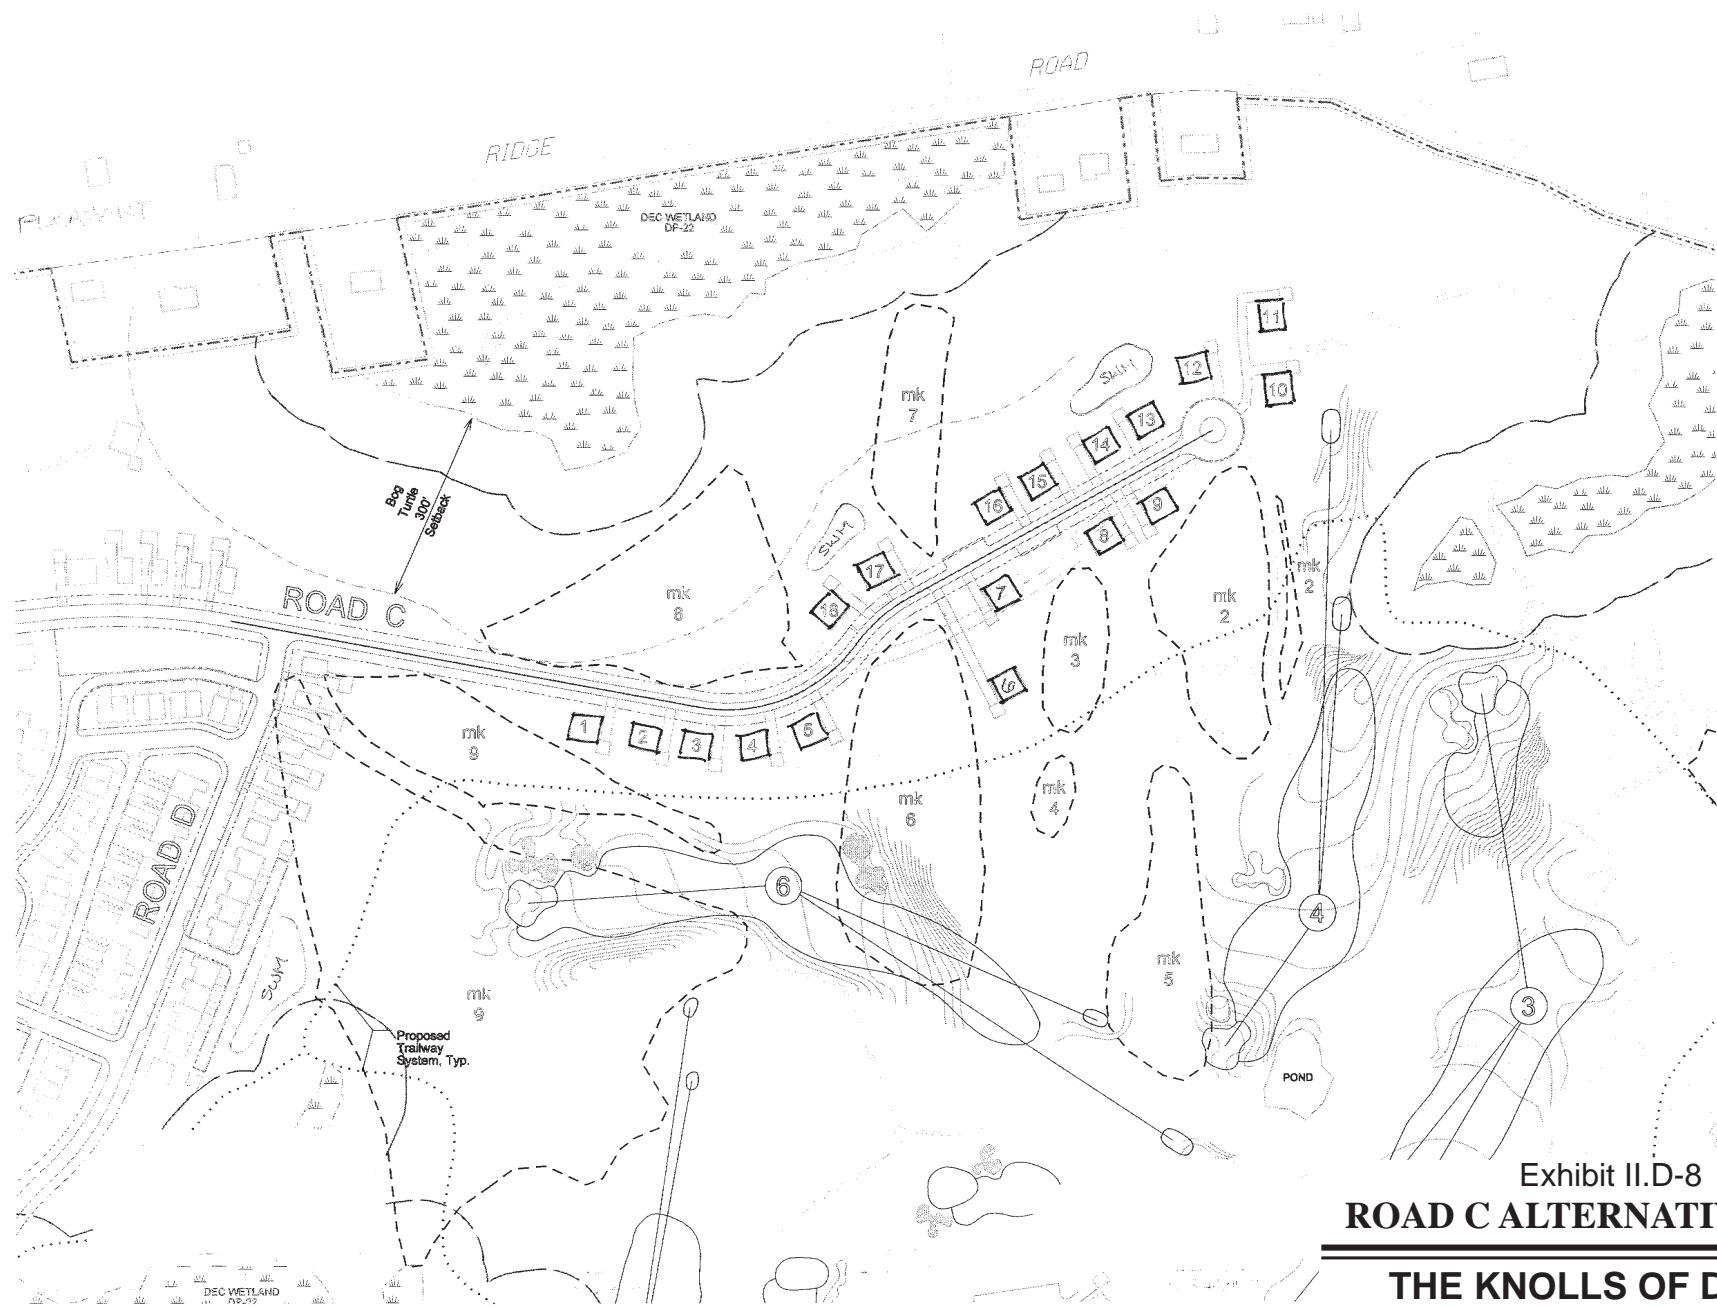 ROAD
RIDGE
PLEASANT
DEC WETLAND
DP-22
11
12
10
SWM
mk
7
13
14
15
16
9
8
Bog
Turtle
300'
Setback
SWM
17
18
mk
8
7
mk
3
mk
2
mk
2
ROAD C
6
1
2
3
4
5
mk
9
mk
6
mk
4
ROAD D
6
4
mk
5
3
SWM
mk
9
Proposed
Trailway
System, Typ.
POND
Exhibit II.D-8
ROAD C ALTERNATI
THE KNOLLS OF D
DEC WETLAND
DP-22